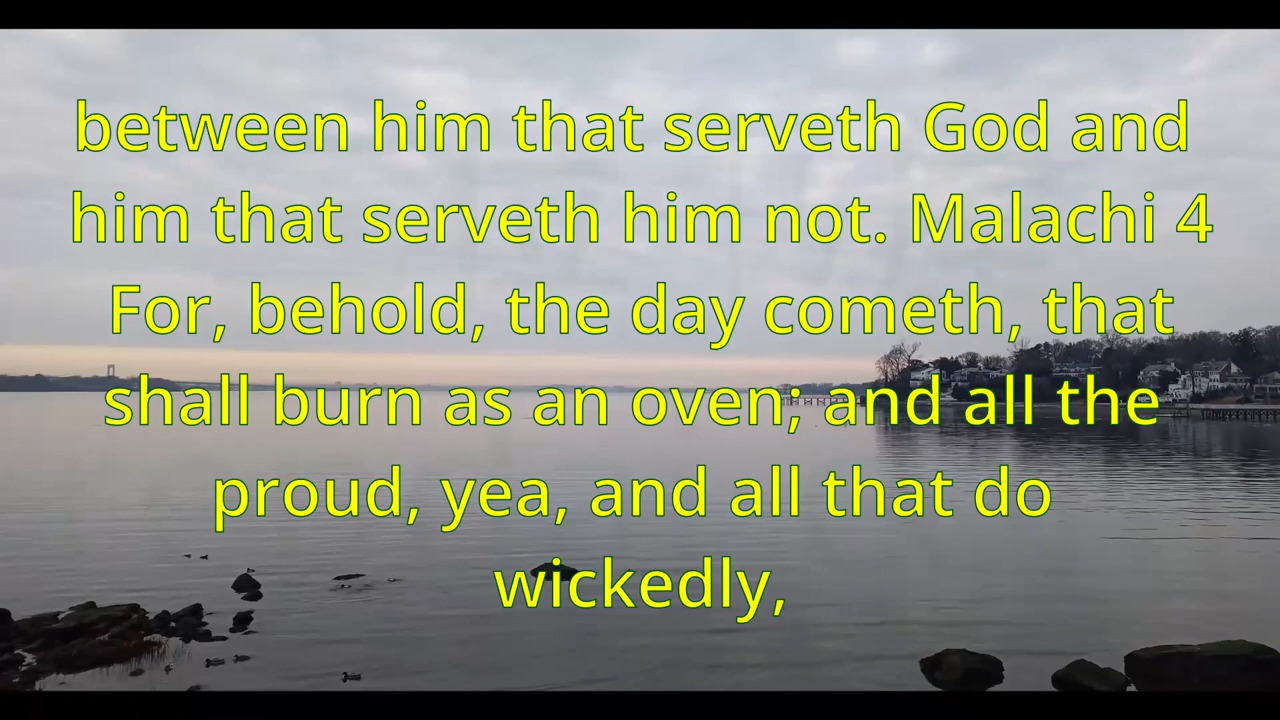 between him that serveth God and
him that serveth him not. Malachi 4
For, behold, the day cometh, that
shall burn as an oven; and all the
proud, yea, and all that do
wickedly,